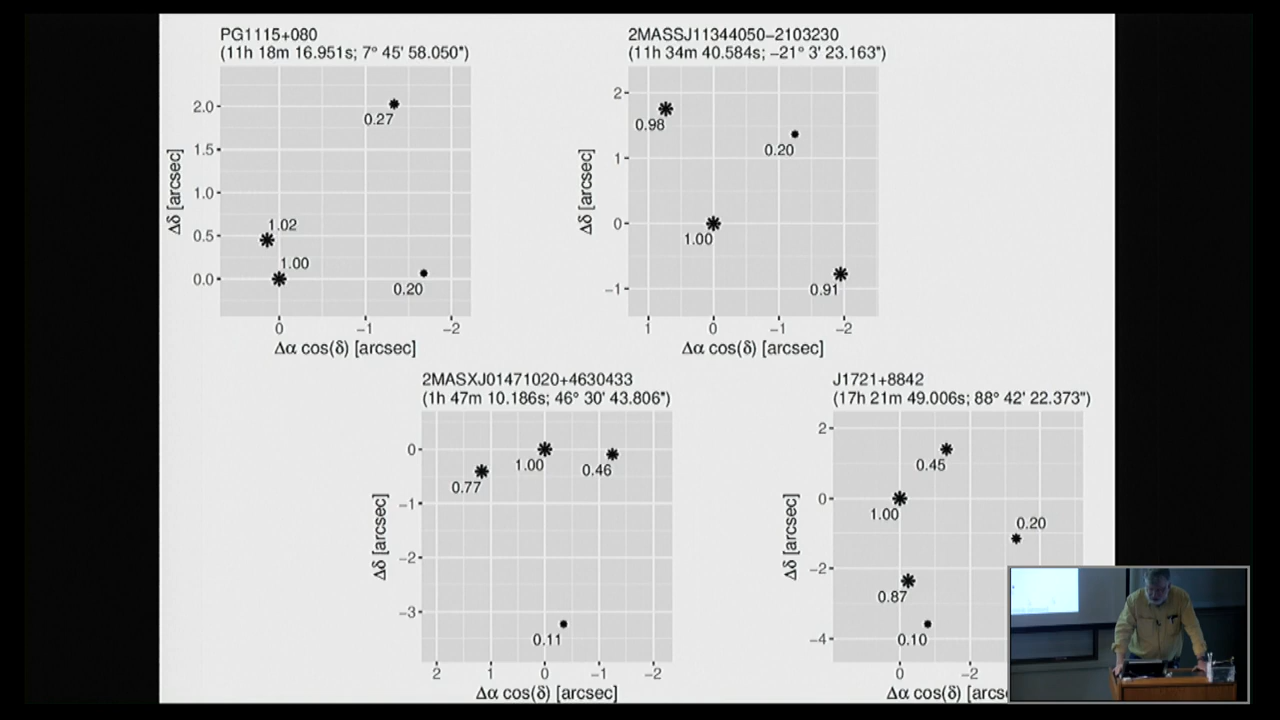 PG1115+080
(11h 18m 16.951s; 7° 45' 58.050")
Δδ [arcsec]
2.0
1.5
1.0
0.5
0.0
0.27
1.02
1.00
0.20
0 −1 −2
Δα cos(δ) [arcsec]
2MASSJ11344050−2103230
(11h 34m 40.584s; −21° 3' 23.163")
Δδ [arcsec]
2
1
0
−1
0.98
0.20
1.00
0.91
1 0 −1 −2
Δα cos(δ) [arcsec]
2MASXJ01471020+4630433
(1h 47m 10.186s; 46° 30' 43.806")
Δδ [arcsec]
0
−1
−2
−3
1.00
0.46
0.77
0.11
2 1 0 −1 −2
Δα cos(δ) [arcsec]
J1721+8842
(17h 21m 49.006s; 88° 42' 22.373")
Δδ [arcsec]
2
0
−2
−4
0.45
1.00
0.20
0.87
0.10
0 −2
Δα cos(δ) [arcs